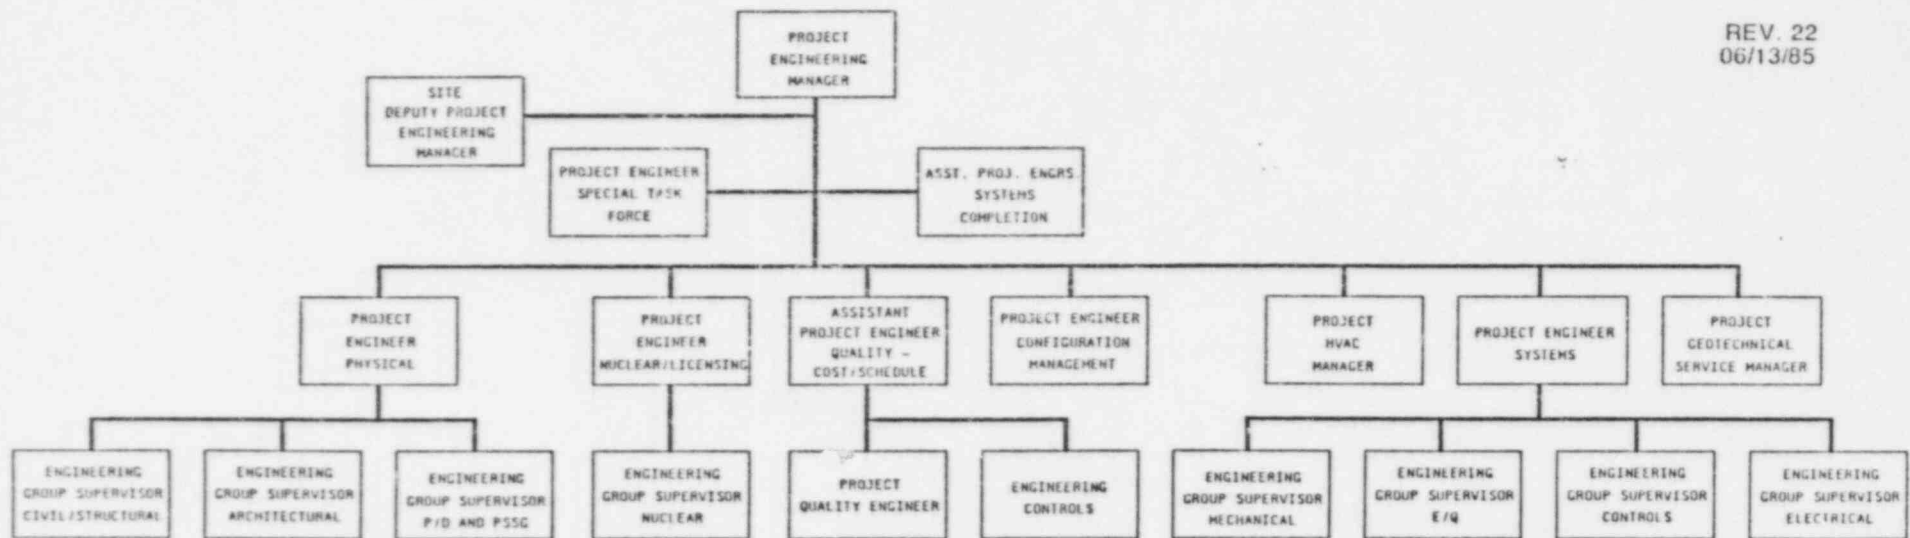 REV. 22
06/13/85
PROJECT
ENGINEERING
MANAGER
SITE
DEPUTY PROJECT
ENGINEERING
MANAGER
PROJECT ENGINEER
SPECIAL TASK
FORCE
ASST. PROJ. ENGRS.
SYSTEMS
COMPLETION
PROJECT
ENGINEER
PHYSICAL
PROJECT
ENGINEER
NUCLEAR/LICENSING
ASSISTANT
PROJECT ENGINEER
QUALITY -
COST/SCHEDULE
PROJECT ENGINEER
CONFIGURATION
MANAGEMENT
PROJECT
HVAC
MANAGER
PROJECT ENGINEER
SYSTEMS
PROJECT
GEOTECHNICAL
SERVICE MANAGER
ENGINEERING
GROUP SUPERVISOR
CIVIL/STRUCTURAL
ENGINEERING
GROUP SUPERVISOR
ARCHITECTURAL
ENGINEERING
GROUP SUPERVISOR
P/D AND PSSG
ENGINEERING
GROUP SUPERVISOR
NUCLEAR
PROJECT
QUALITY ENGINEER
ENGINEERING
CONTROLS
ENGINEERING
GROUP SUPERVISOR
MECHANICAL
ENGINEERING
GROUP SUPERVISOR
E/Q
ENGINEERING
GROUP SUPERVISOR
CONTROLS
ENGINEERING
GROUP SUPERVISOR
ELECTRICAL